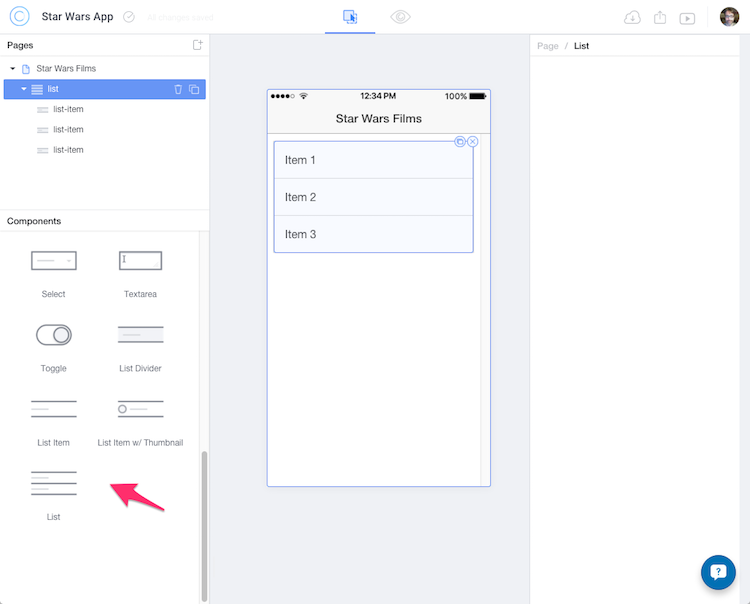 Star Wars App
All changes saved
Pages
Star Wars Films
list
list-item
list-item
list-item
Components
Select
Textarea
Toggle
List Divider
List Item
List Item w/ Thumbnail
List
12:34 PM
100%
Star Wars Films
Item 1
Item 2
Item 3
Page / List
?